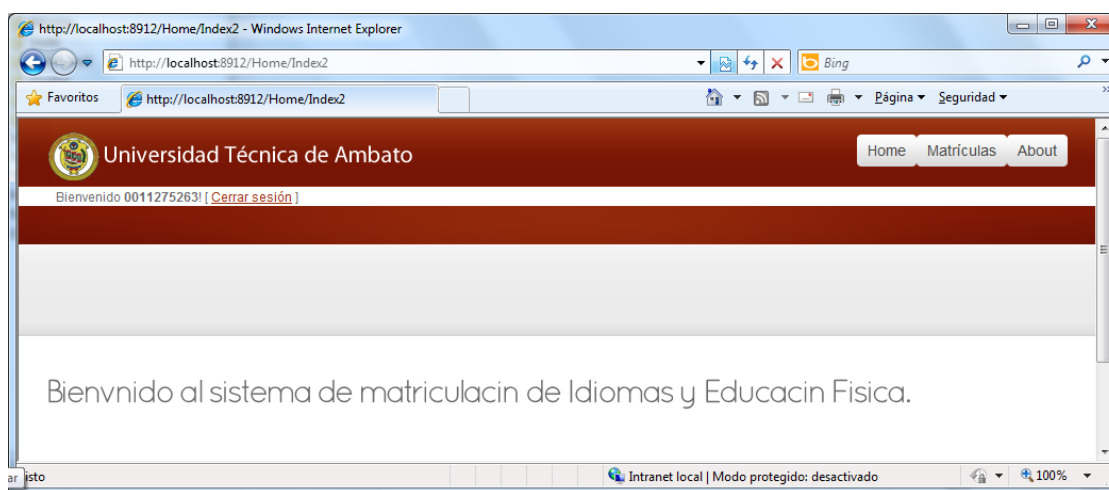 http://localhost:8912/Home/Index2 - Windows Internet Explorer
http://localhost:8912/Home/Index2
Bing
Favoritos
http://localhost:8912/Home/Index2
Página
Seguridad
Universidad Técnica de Ambato
Home Matrículas About
Bienvenido 0011275263! [ Cerrar sesión ]
Bienvnido al sistema de matriculacin de Idiomas y Educacin Fisica.
ar isto
Intranet local | Modo protegido: desactivado
100%